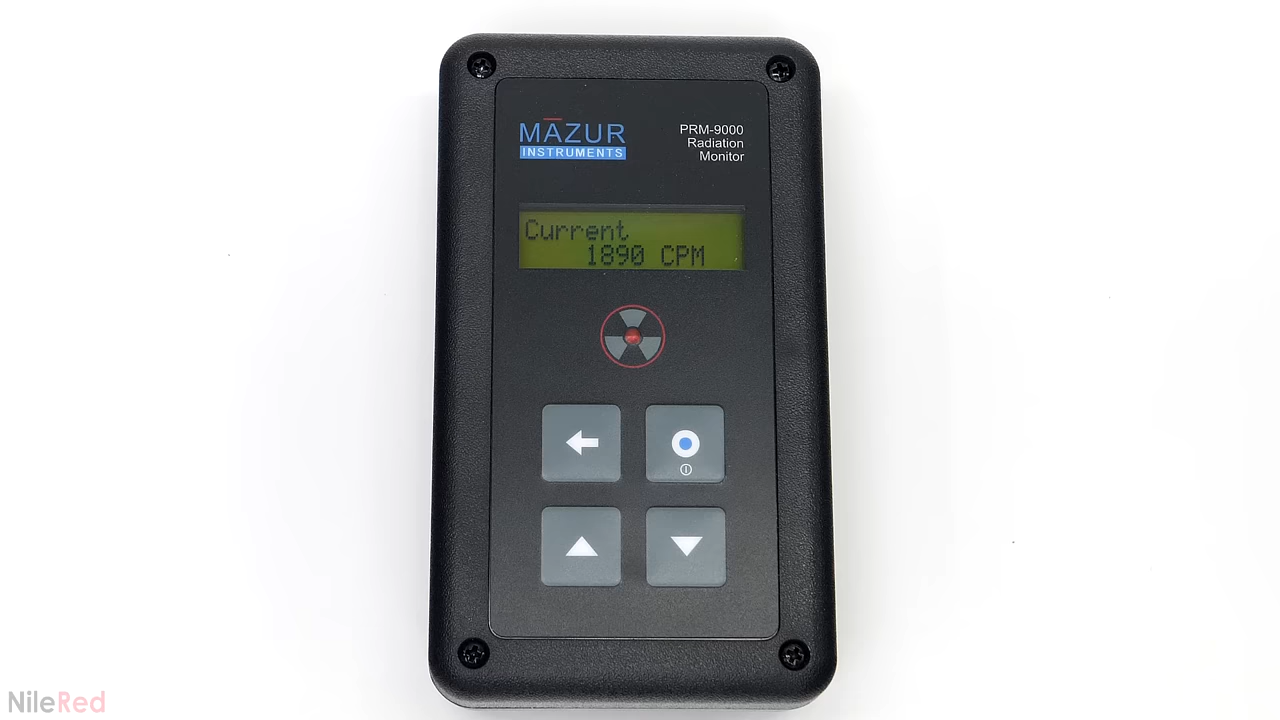 MAZUR
INSTRUMENTS
PRM-9000
Radiation
Monitor
Current
1890 CPM
NileRed